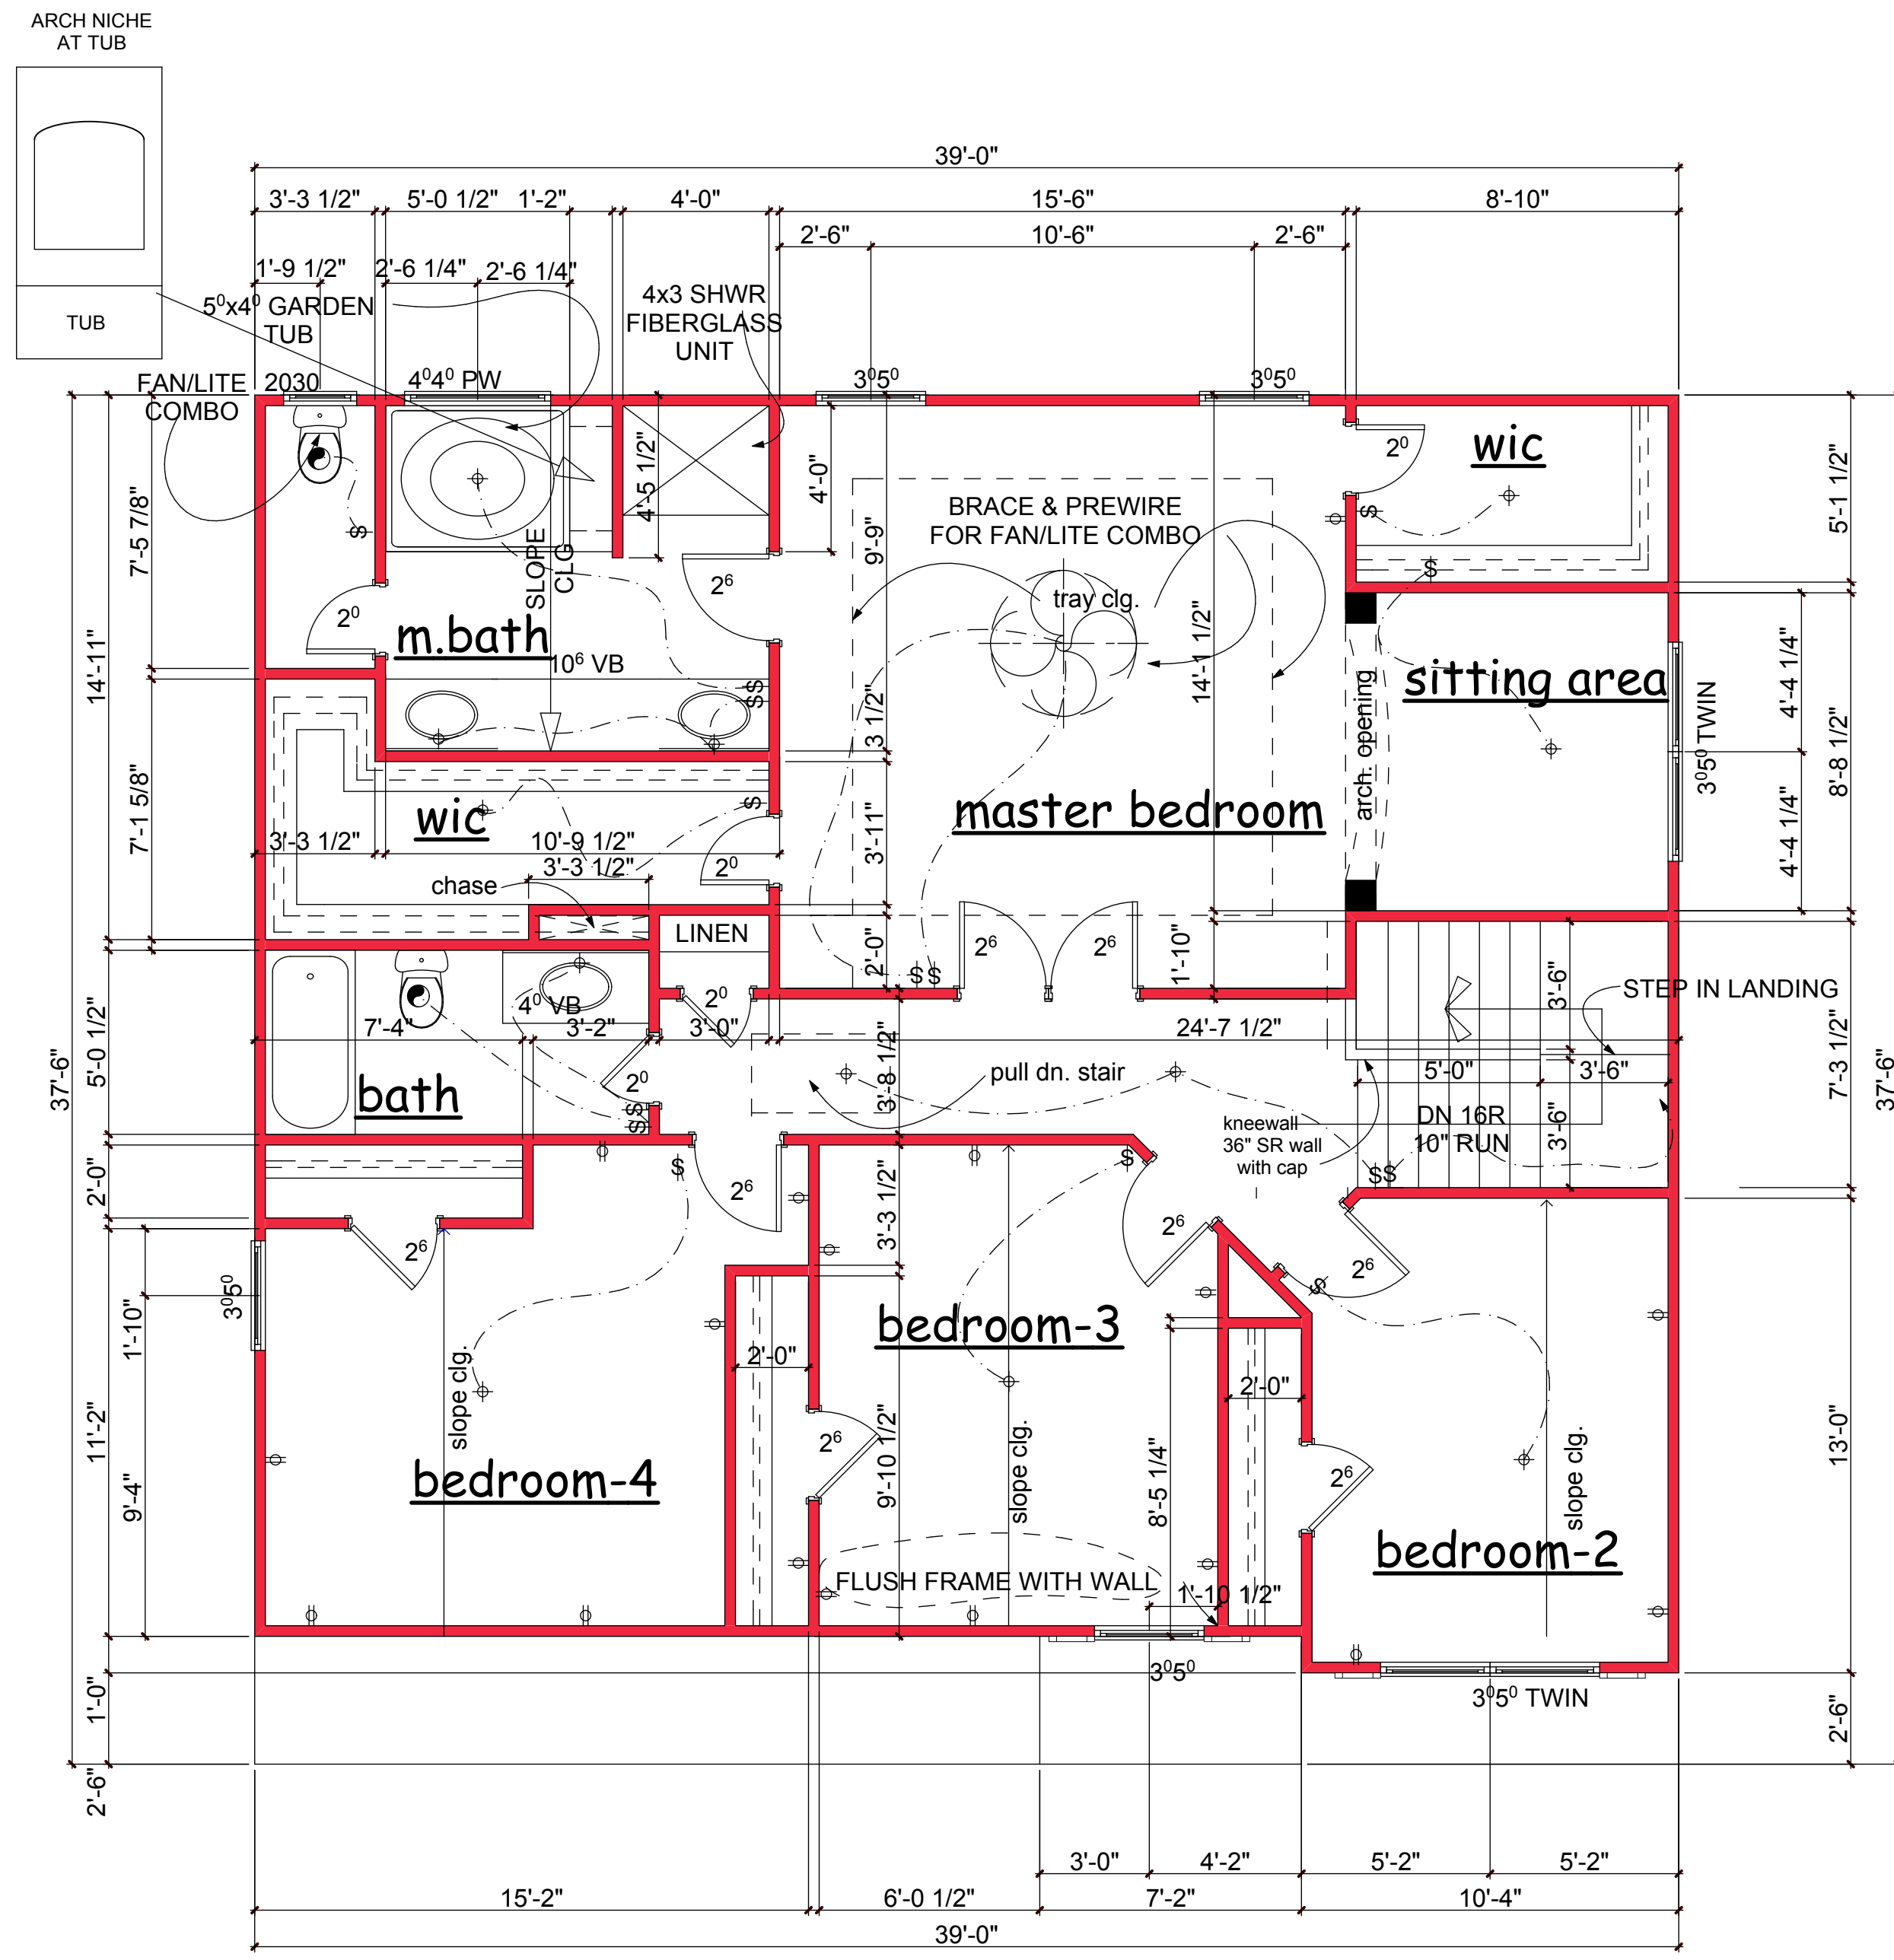 ARCH NICHE
AT TUB
TUB
39'-0"
3'-3 1/2"
5'-0 1/2"
1'-2"
4'-0"
15'-6"
8'-10"
2'-6"
10'-6"
2'-6"
1'-9 1/2"
2'-6 1/4"
2'-6 1/4"
5⁰x4⁰ GARDEN
TUB
4x3 SHWR
FIBERGLASS
UNIT
FAN/LITE
COMBO
2030
4⁰4⁰ PW
3⁰5⁰
3⁰5⁰
wic
2⁰
$
$
4'-5 1/2"
4'-0"
BRACE & PREWIRE
FOR FAN/LITE COMBO
7'-5 7/8"
$
SLOPE
CLG
9'-9"
5'-1 1/2"
2⁶
tray clg.
2⁰
m.bath
10⁶ VB
14'-11"
14'-1 1/2"
sitting area
arch. opening
4'-4 1/4"
3⁰5⁰ TWIN
8'-8 1/2"
4'-4 1/4"
$$
3 1/2"
7'-1 5/8"
wic
$
master bedroom
3'-3 1/2"
10'-9 1/2"
3'-3 1/2"
2⁰
3'-11"
chase
LINEN
2'-0"
$$
2⁶
2⁶
1'-10"
3'-6"
STEP IN LANDING
2⁰
4⁰ VB
7'-4"
3'-2"
3'-0"
24'-7 1/2"
37'-6"
5'-0 1/2"
7'-3 1/2"
37'-6"
bath
2⁰
$$
3'-8 1/2"
pull dn. stair
5'-0"
3'-6"
kneewall
36" SR wall
with cap
DN 16R
10" RUN
3'-6"
$$
2'-0"
$
2⁶
3'-3 1/2"
$
2⁶
2⁶
2⁶
$
3⁰5⁰
1'-10"
bedroom-3
2'-0"
2'-0"
slope clg.
11'-2"
9'-4"
bedroom-4
2⁶
9'-10 1/2"
slope clg.
8'-5 1/4"
2⁶
slope clg.
13'-0"
bedroom-2
FLUSH FRAME WITH WALL
1'-10 1/2"
3⁰5⁰
3⁰5⁰ TWIN
1'-0"
2'-6"
2'-6"
3'-0"
4'-2"
5'-2"
5'-2"
15'-2"
6'-0 1/2"
7'-2"
10'-4"
39'-0"